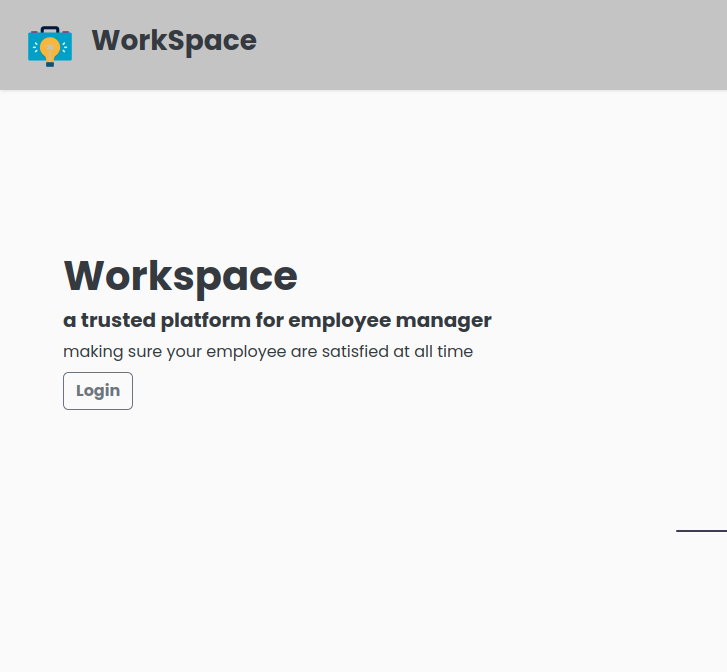 WorkSpace
Workspace
a trusted platform for employee manager
making sure your employee are satisfied at all time
Login